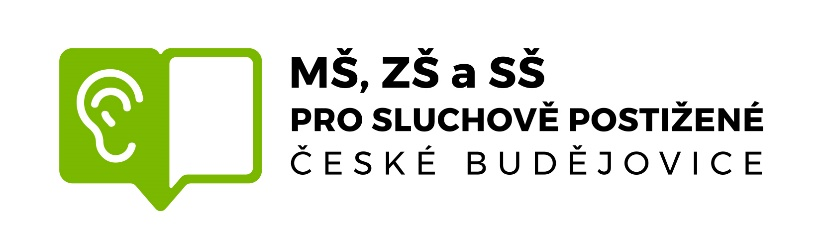 MŠ, ZŠ a SŠ
PRO SLUCHOVĚ POSTIŽENÉ
ČESKÉ BUDĚJOVICE